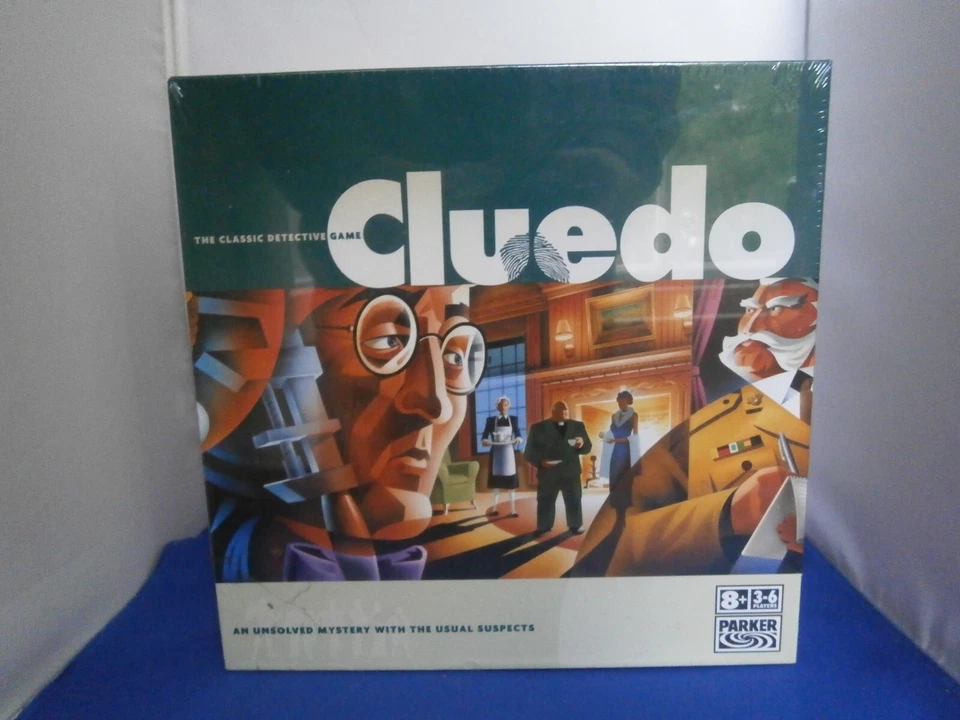 THE CLASSIC DETECTIVE GAME
Cluedo
AN UNSOLVED MYSTERY WITH THE USUAL SUSPECTS
8+
3-6
PLAYERS
PARKER